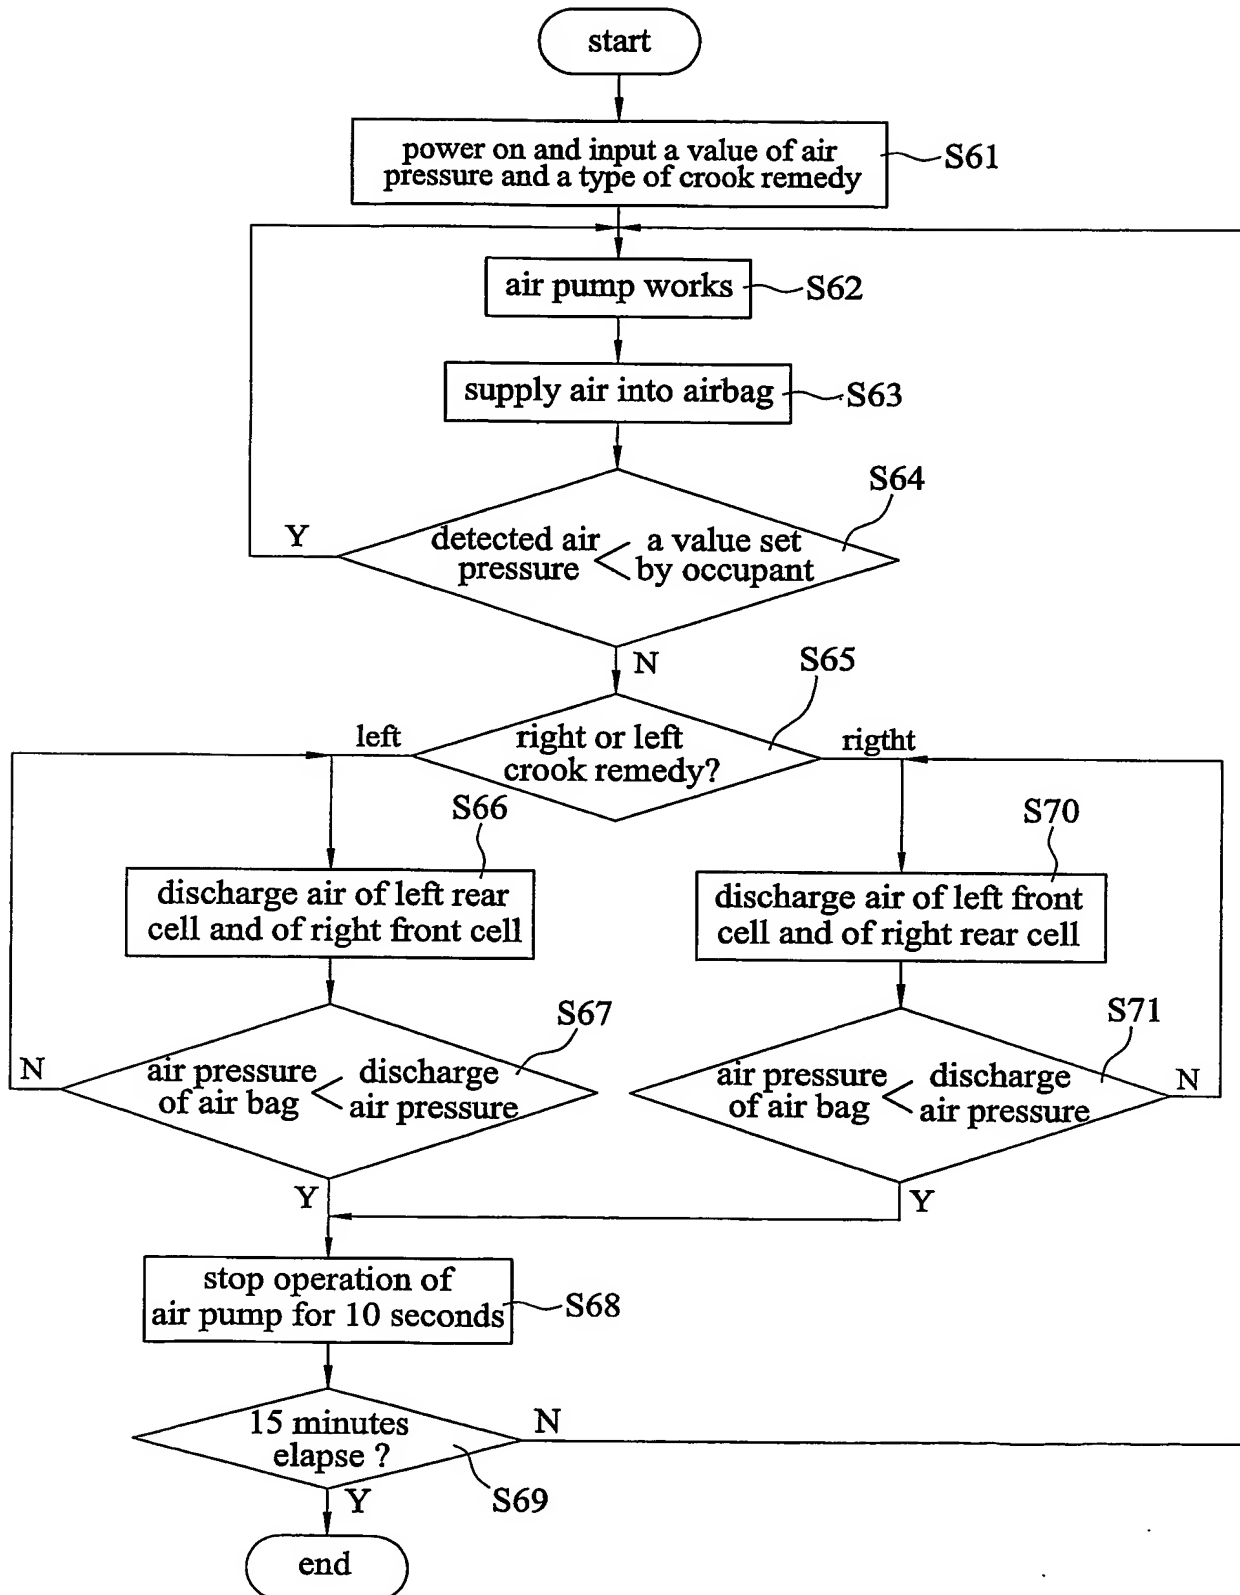 start
power on and input a value of air
pressure and a type of crook remedy
S61
air pump works
S62
supply air into airbag
S63
S64
Y
detected air < a value set
pressure by occupant
N
S65
left
right or left
crook remedy?
rigtht
S66
discharge air of left rear
cell and of right front cell
S70
discharge air of left front
cell and of right rear cell
S67
N
air pressure < discharge
of air bag air pressure
S71
air pressure < discharge
of air bag air pressure
N
Y
Y
stop operation of
air pump for 10 seconds
S68
15 minutes
elapse ?
N
S69
Y
end